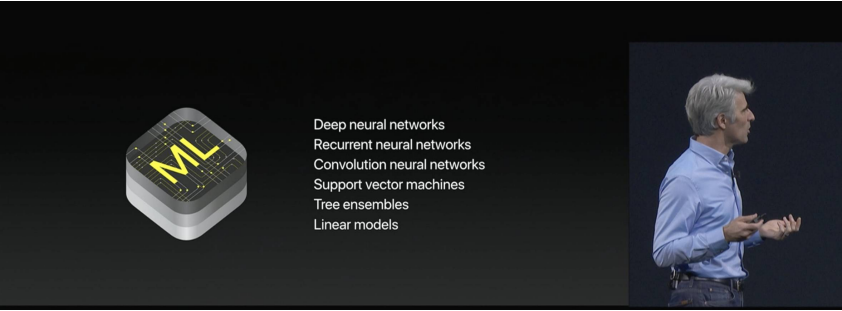 ML
Deep neural networks
Recurrent neural networks
Convolution neural networks
Support vector machines
Tree ensembles
Linear models